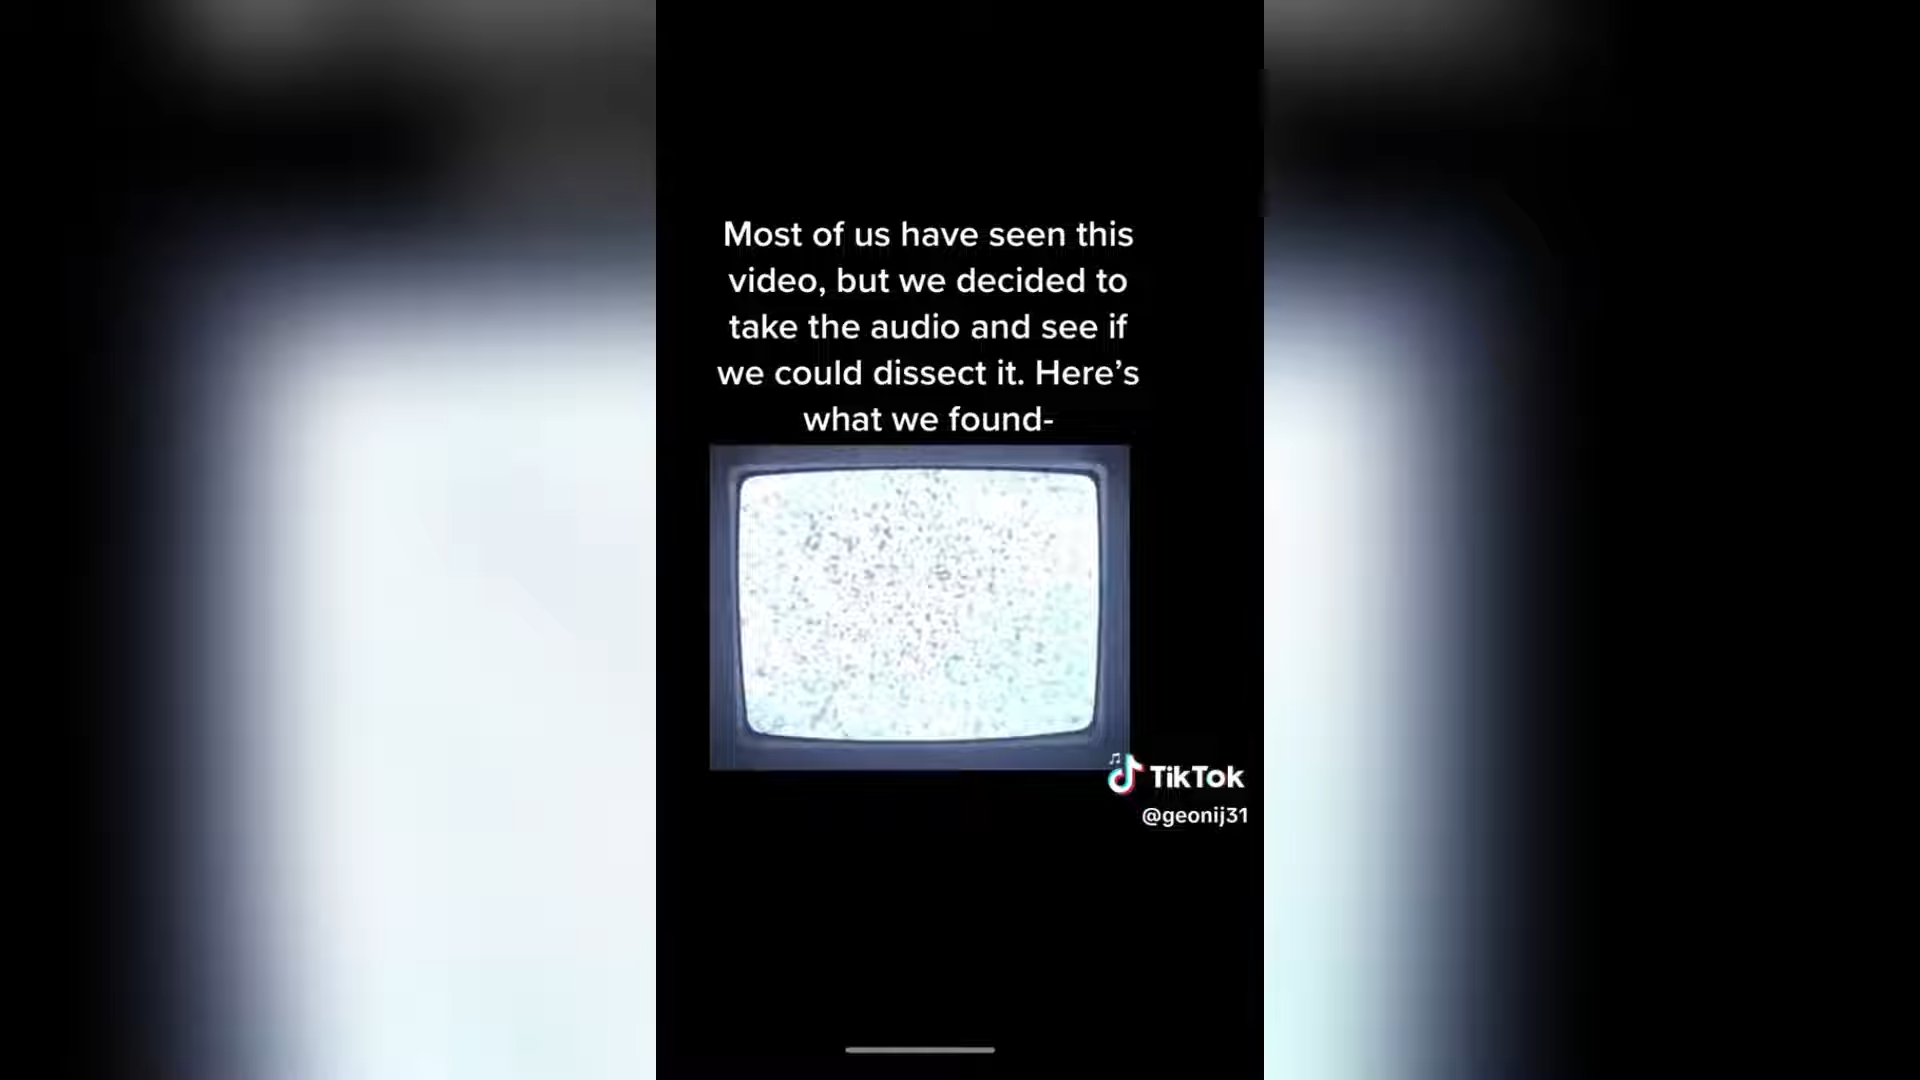 Most of us have seen this
video, but we decided to
take the audio and see if
we could dissect it. Here’s
what we found-
TikTok
@geonij31